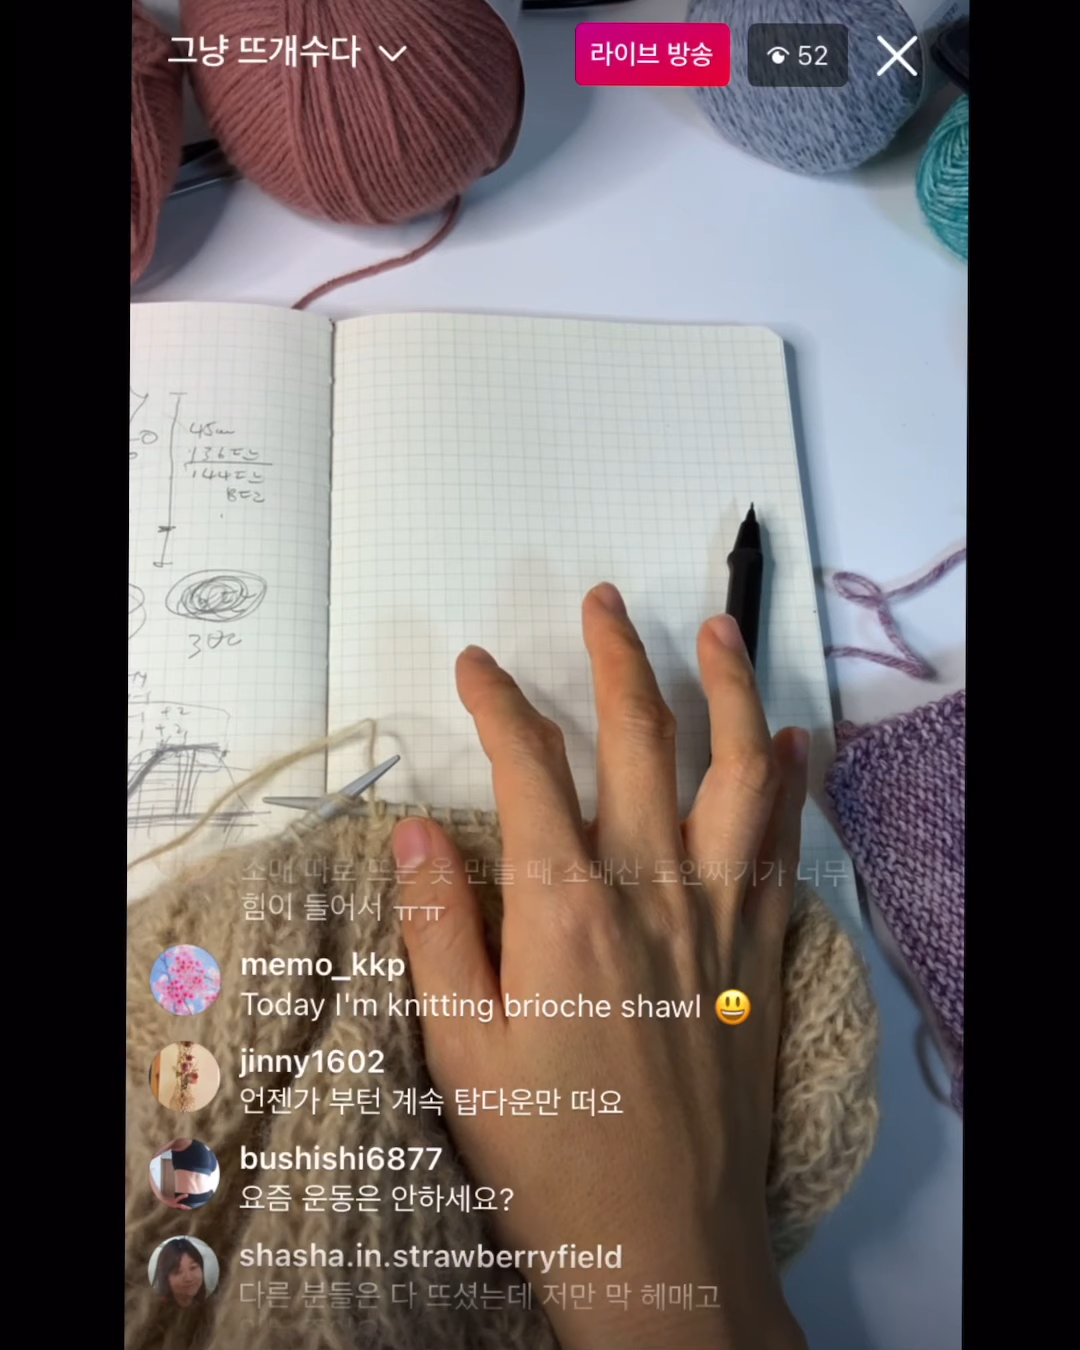 그냥 뜨개수다
라이브 방송
52
45cm
136단
144단
소매 따로 뜨는 옷 만들 때 소매산 도안짜기가 너무
힘이 들어서 ㅠㅠ
memo_kkp
Today I'm knitting brioche shawl 😃
jinny1602
언젠가 부턴 계속 탑다운만 떠요
bushishi6877
요즘 운동은 안하세요?
shasha.in.strawberryfield
다른 분들은 다 뜨셨는데 저만 막 헤매고